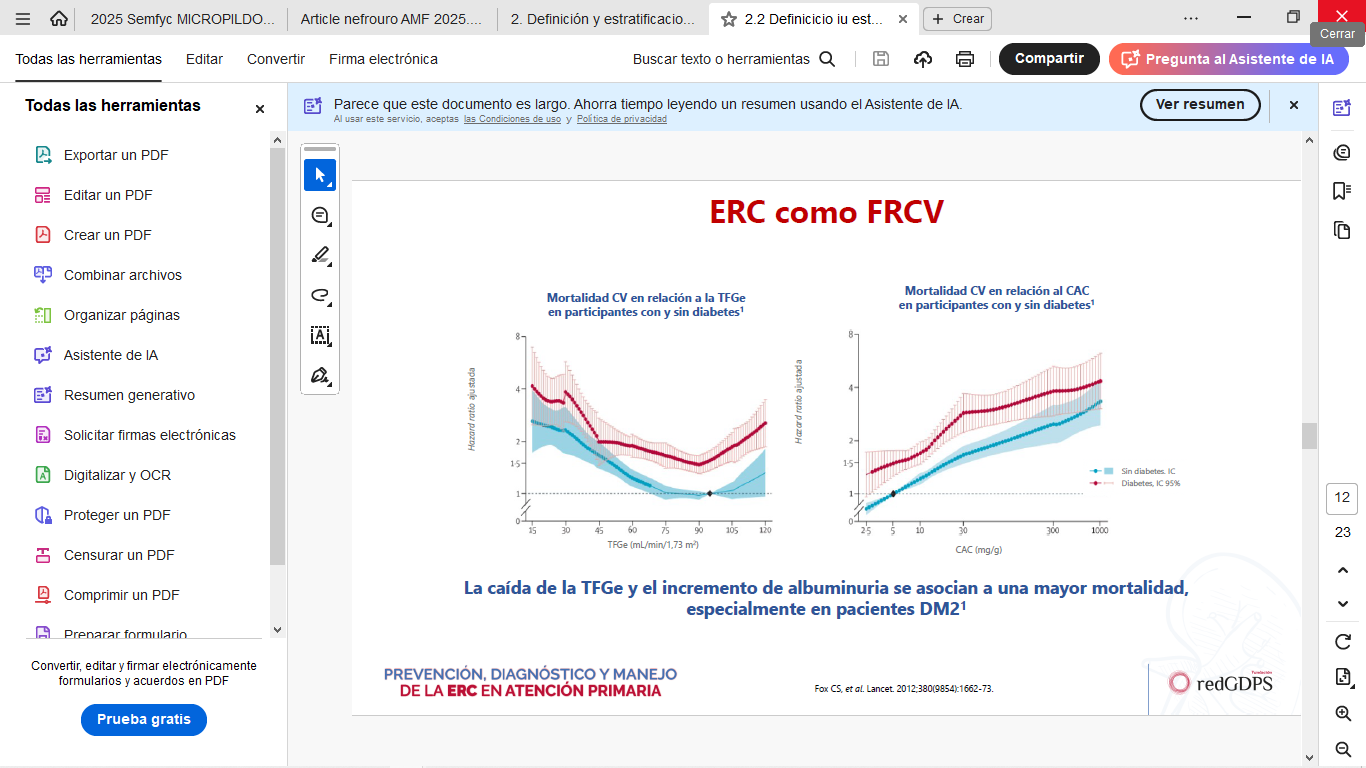 2025 Semfyc MICROPILDO...
Article nefrouro AMF 2025....
2. Definición y estratificacio...
2.2 Definicicio iu est...
Crear
Cerrar
Todas las herramientas
Editar
Convertir
Firma electrónica
Buscar texto o herramientas
Compartir
Pregunta al Asistente de IA
Todas las herramientas
Exportar un PDF
Editar un PDF
Crear un PDF
Combinar archivos
Organizar páginas
Asistente de IA
Resumen generativo
Solicitar firmas electrónicas
Digitalizar y OCR
Proteger un PDF
Censurar un PDF
Comprimir un PDF
Preparar formulario
Convertir, editar y firmar electrónicamente
formularios y acuerdos en PDF
Prueba gratis
Parece que este documento es largo. Ahorra tiempo leyendo un resumen usando el Asistente de IA.
Al usar este servicio, aceptas las Condiciones de uso y Política de privacidad
Ver resumen
ERC como FRCV
Mortalidad CV en relación a la TFGe
en participantes con y sin diabetes¹
Hazard ratio ajustada
8
4
2
1·5
1
0
15 30 45 60 75 90 105 120
TFGe (mL/min/1,73 m²)
Mortalidad CV en relación al CAC
en participantes con y sin diabetes¹
Hazard ratio ajustada
8
4
2
1·5
1
0
2·5 5 10 30 300 1000
CAC (mg/g)
Sin diabetes. IC
Diabetes, IC 95%
La caída de la TFGe y el incremento de albuminuria se asocian a una mayor mortalidad,
especialmente en pacientes DM2¹
PREVENCIÓN, DIAGNÓSTICO Y MANEJO
DE LA ERC EN ATENCIÓN PRIMARIA
Fox CS, et al. Lancet. 2012;380(9854):1662-73.
Fundación
redGDPS
12
23